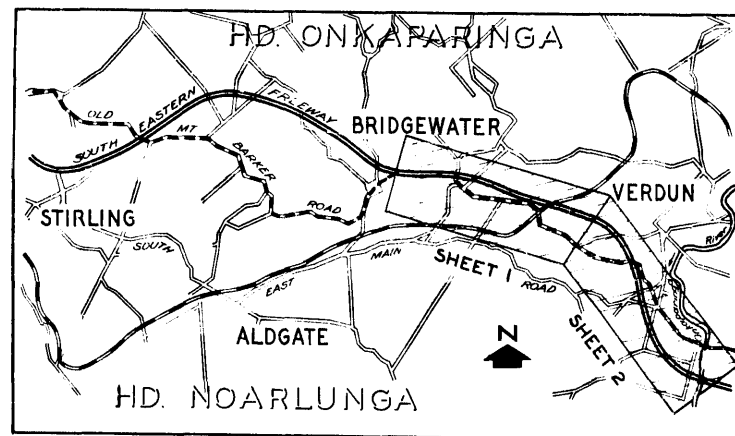 HD. ONKAPARINGA
OLD MT BARKER ROAD
SOUTH EASTERN FREEWAY
BRIDGEWATER
VERDUN
STIRLING
SOUTH EAST MAIN ROAD
River
SHEET 1
SHEET 2
ALDGATE
N
HD. NOARLUNGA